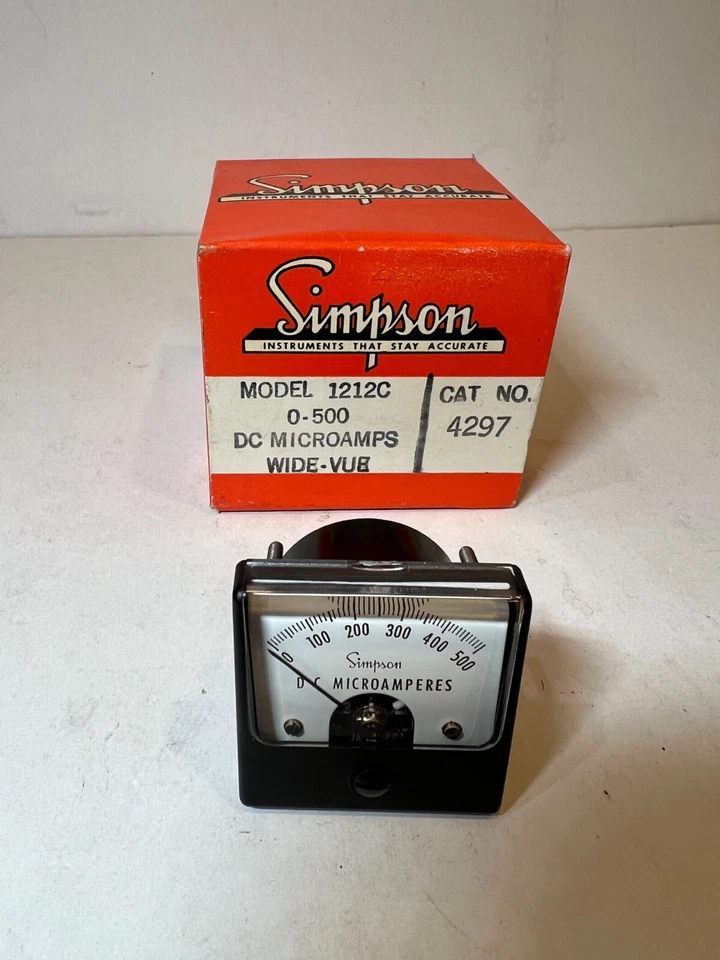 Simpson
INSTRUMENTS THAT STAY ACCURATE
Simpson
INSTRUMENTS THAT STAY ACCURATE
MODEL 1212C
0-500
DC MICROAMPS
WIDE-VUE
CAT NO.
4297
0 100 200 300 400 500
Simpson
D C MICROAMPERES